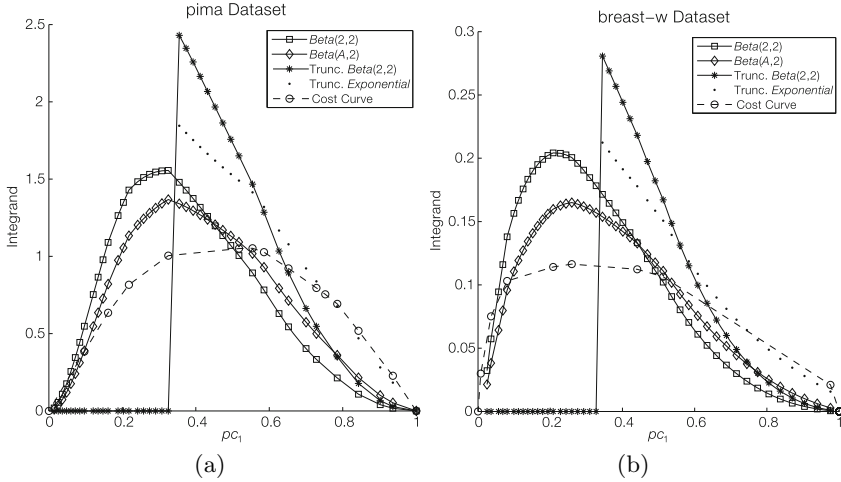 pima Dataset
2.5
2
1.5
1
0.5
0
Integrand
0 0.2 0.4 0.6 0.8 1
pc₁
Beta(2,2)
Beta(A,2)
Trunc. Beta(2,2)
Trunc. Exponential
Cost Curve
(a)
breast-w Dataset
0.3
0.25
0.2
0.15
0.1
0.05
0
Integrand
0 0.2 0.4 0.6 0.8 1
pc₁
Beta(2,2)
Beta(A,2)
Trunc. Beta(2,2)
Trunc. Exponential
Cost Curve
(b)